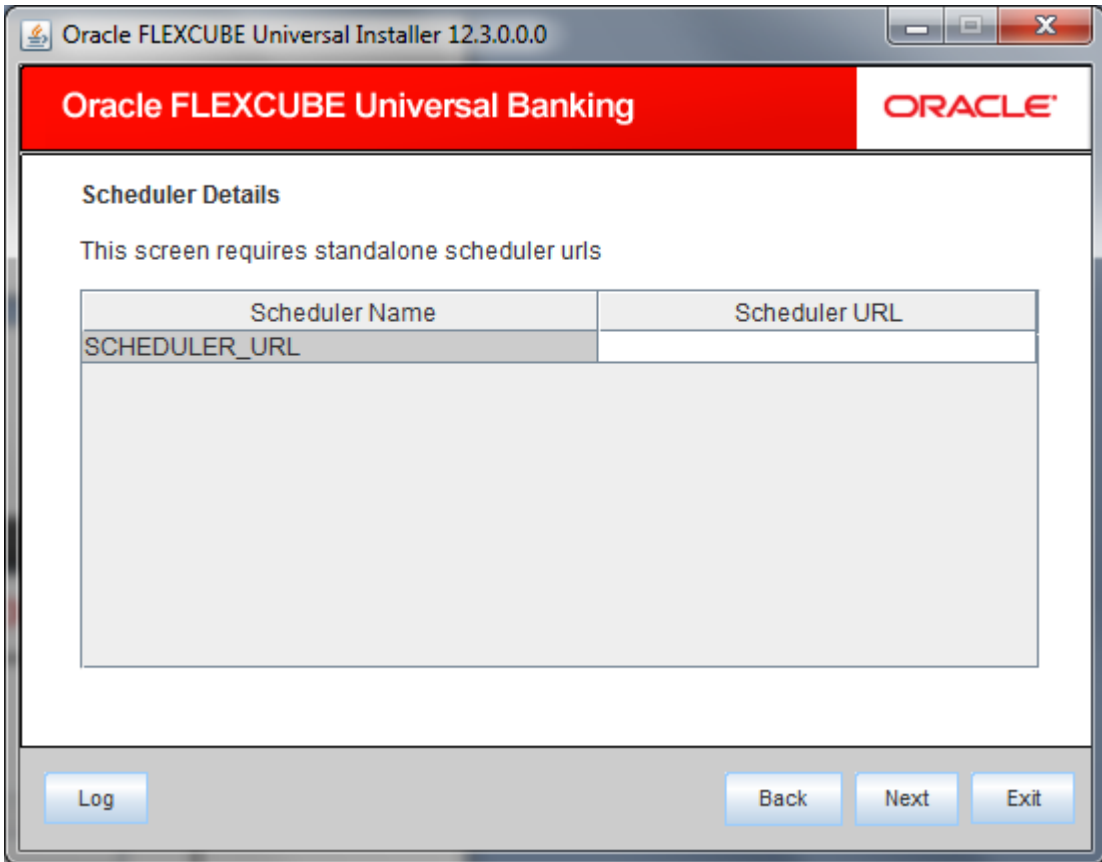 Oracle FLEXCUBE Universal Installer 12.3.0.0.0
Oracle FLEXCUBE Universal Banking
ORACLE
Scheduler Details
This screen requires standalone scheduler urls
Scheduler Name Scheduler URL
SCHEDULER_URL
Log Back Next Exit